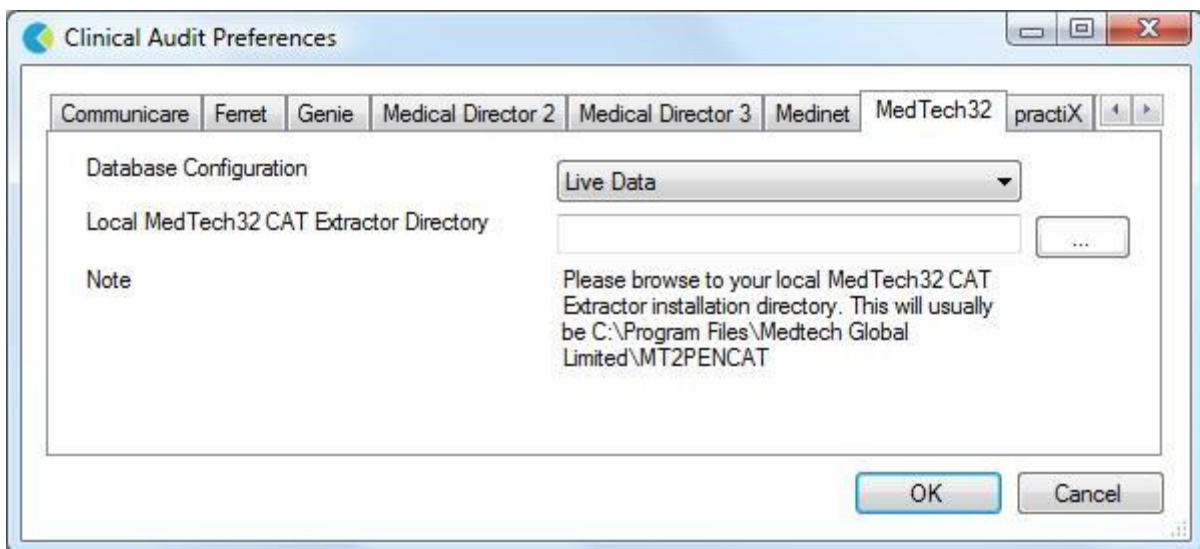 Clinical Audit Preferences
Communicare Ferret Genie Medical Director 2 Medical Director 3 Medinet MedTech32 practiX
Database Configuration
Live Data
Local MedTech32 CAT Extractor Directory
...
Note
Please browse to your local MedTech32 CAT
Extractor installation directory. This will usually
be C:\Program Files\Medtech Global
Limited\MT2PENCAT
OK Cancel